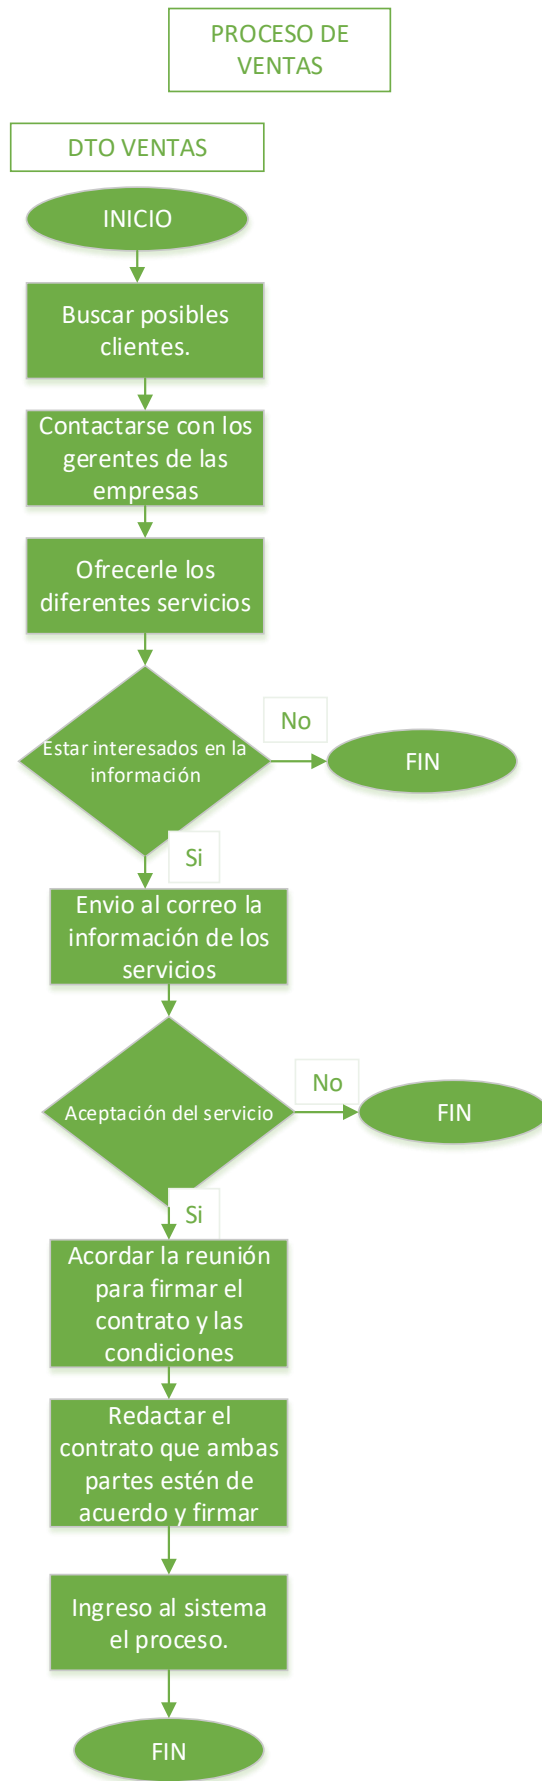 PROCESO DE
VENTAS
DTO VENTAS
INICIO
Buscar posibles
clientes.
Contactarse con los
gerentes de las
empresas
Ofrecerle los
diferentes servicios
Estar interesados en la
información
No
FIN
Si
Envio al correo la
información de los
servicios
Aceptación del servicio
No
FIN
Si
Acordar la reunión
para firmar el
contrato y las
condiciones
Redactar el
contrato que ambas
partes estén de
acuerdo y firmar
Ingreso al sistema
el proceso.
FIN